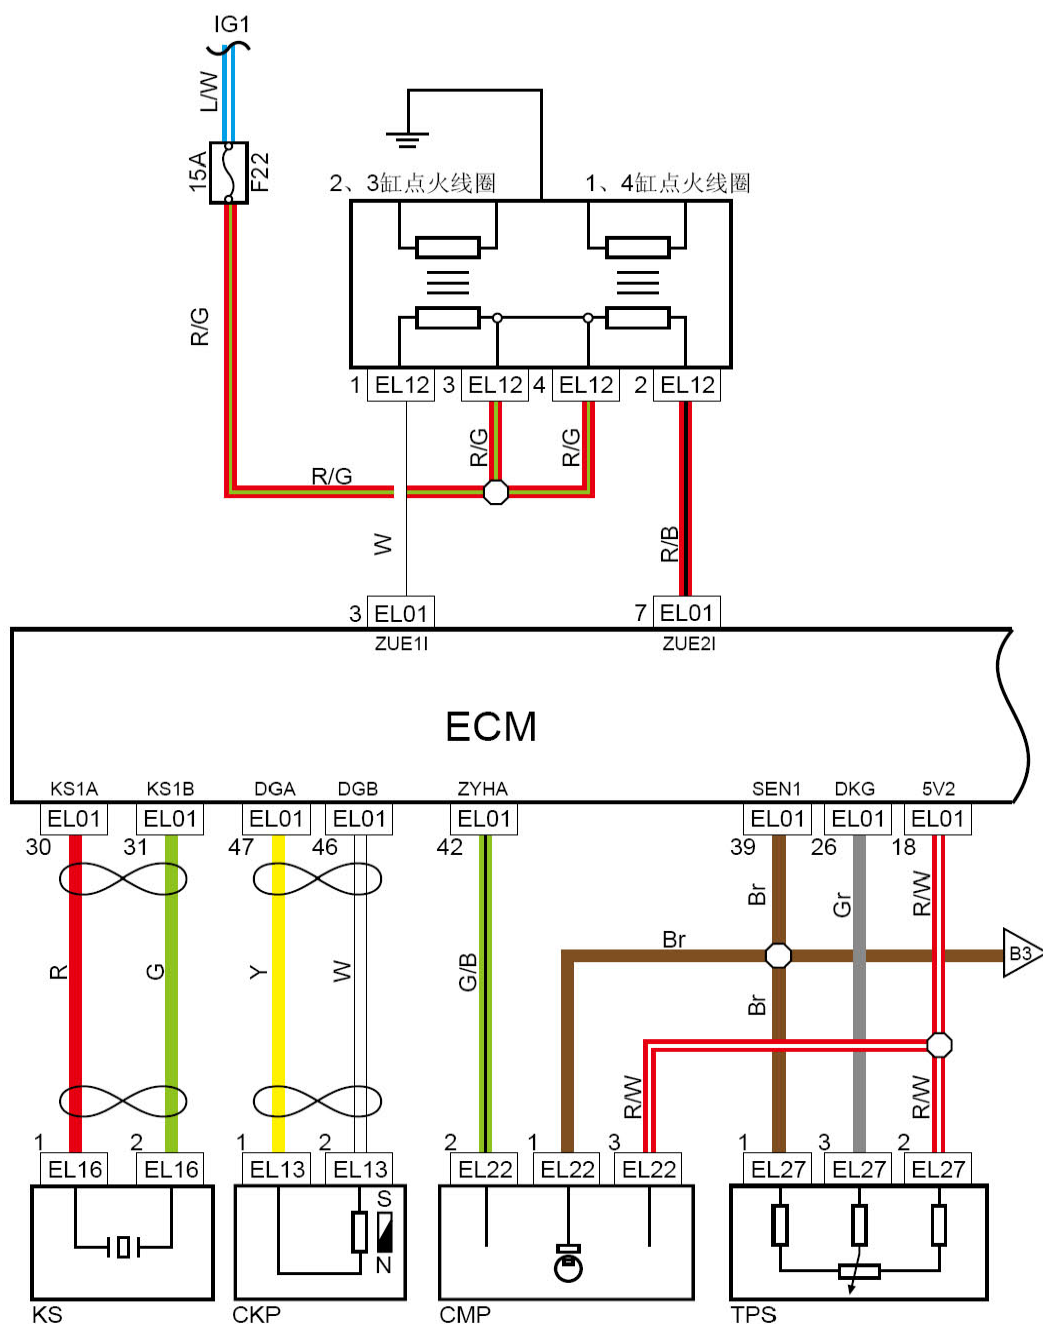 IG1
L/W
15A
F22
2、3缸点火线圈
1、4缸点火线圈
R/G
1 EL12 3 EL12 4 EL12 2 EL12
R/G
R/G
R/G
W
R/B
3 EL01 7 EL01
ZUE1I ZUE2I
ECM
KS1A KS1B DGA DGB ZYHA SEN1 DKG 5V2
EL01 EL01 EL01 EL01 EL01 EL01 EL01 EL01
30 31 47 46 42 39 26 18
Br
Gr
R/W
Br
B3
R
G
Y
W
G/B
Br
R/W
R/W
1 2 1 2 2 1 3 1 3 2
EL16 EL16 EL13 EL13 EL22 EL22 EL22 EL27 EL27 EL27
S
N
KS CKP CMP TPS